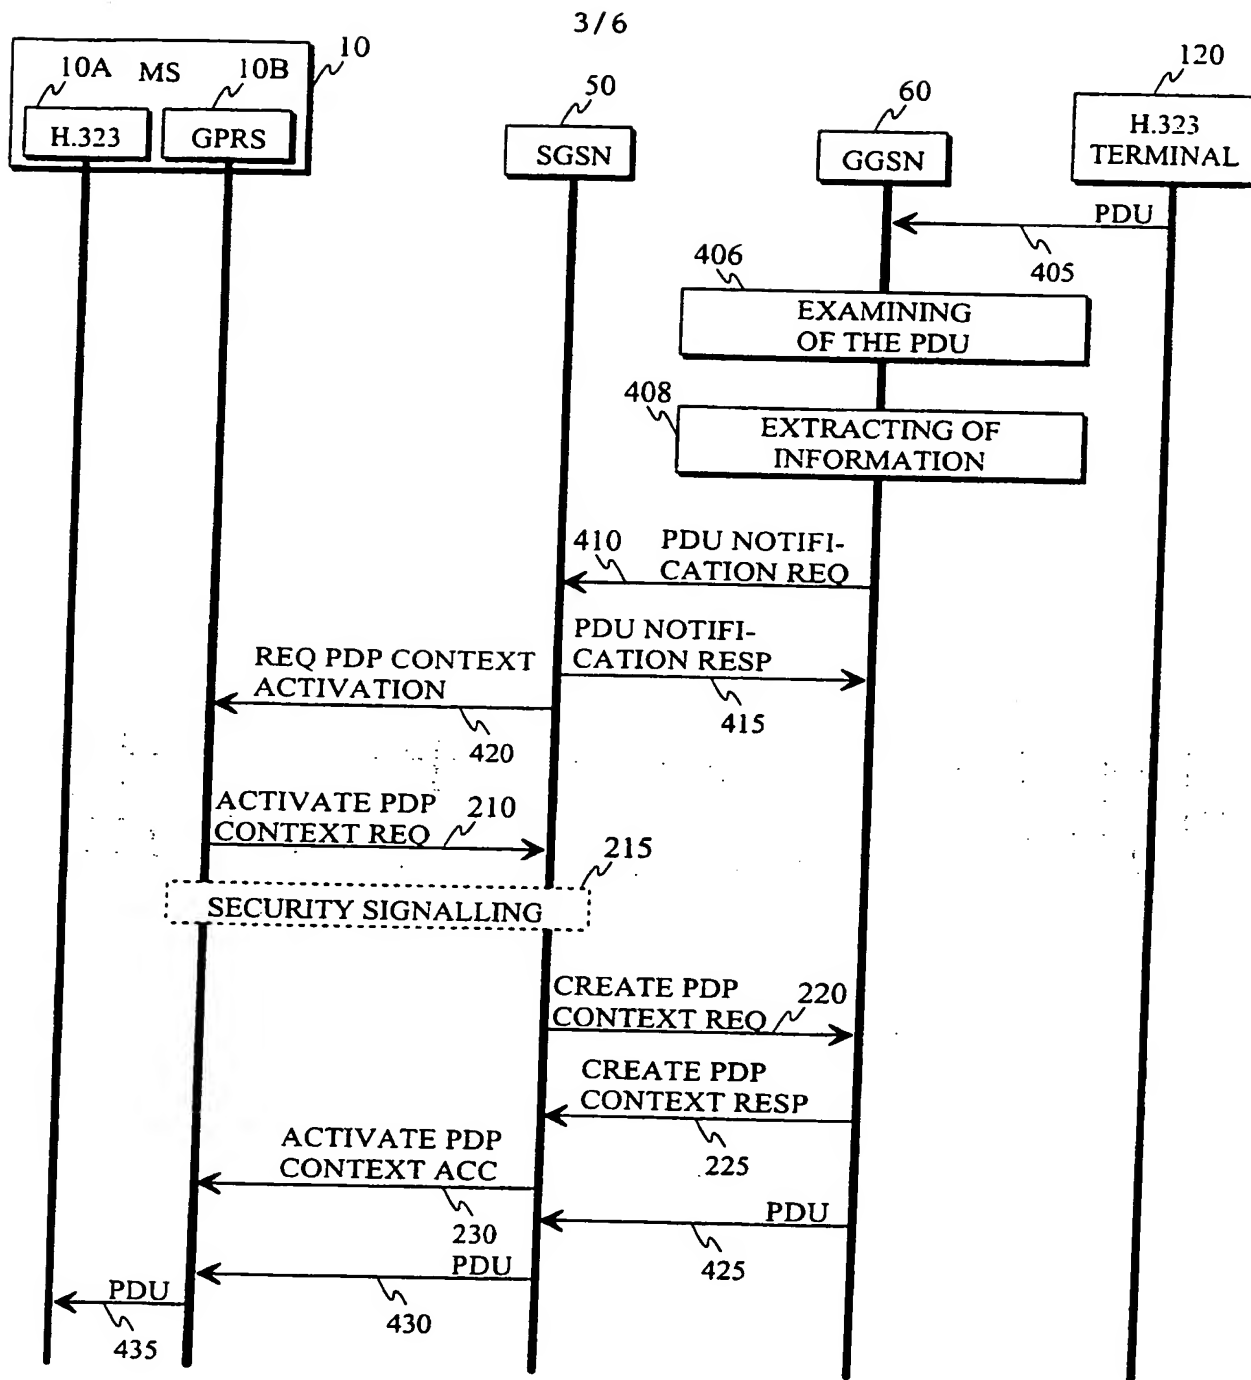 3/6
10
10A MS 10B
H.323 GPRS
50
SGSN
60
GGSN
120
H.323
TERMINAL
PDU
405
406
EXAMINING
OF THE PDU
408
EXTRACTING OF
INFORMATION
410 PDU NOTIFI-
CATION REQ
PDU NOTIFI-
CATION RESP
415
REQ PDP CONTEXT
ACTIVATION
420
ACTIVATE PDP 210
CONTEXT REQ
215
SECURITY SIGNALLING
CREATE PDP 220
CONTEXT REQ
CREATE PDP
CONTEXT RESP
225
ACTIVATE PDP
CONTEXT ACC
230
PDU
425
PDU
430
PDU
435